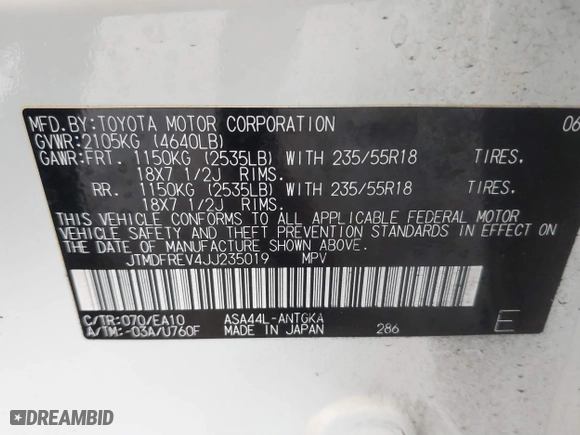 MFD.BY:TOYOTA MOTOR CORPORATION 06
GVWR:2105KG (4640LB)
GAWR:FRT. 1150KG (2535LB) WITH 235/55R18 TIRES.
18X7 1/2J RIMS.
RR. 1150KG (2535LB) WITH 235/55R18 TIRES.
18X7 1/2J RIMS.
THIS VEHICLE CONFORMS TO ALL APPLICABLE FEDERAL MOTOR
VEHICLE SAFETY AND THEFT PREVENTION STANDARDS IN EFFECT ON
THE DATE OF MANUFACTURE SHOWN ABOVE.
JTMDFREV4JJ235019 MPV
C/TR:070/EA10 ASA44L-ANTGKA
A/TM:-03A/U760F MADE IN JAPAN 286 E
DREAMBID